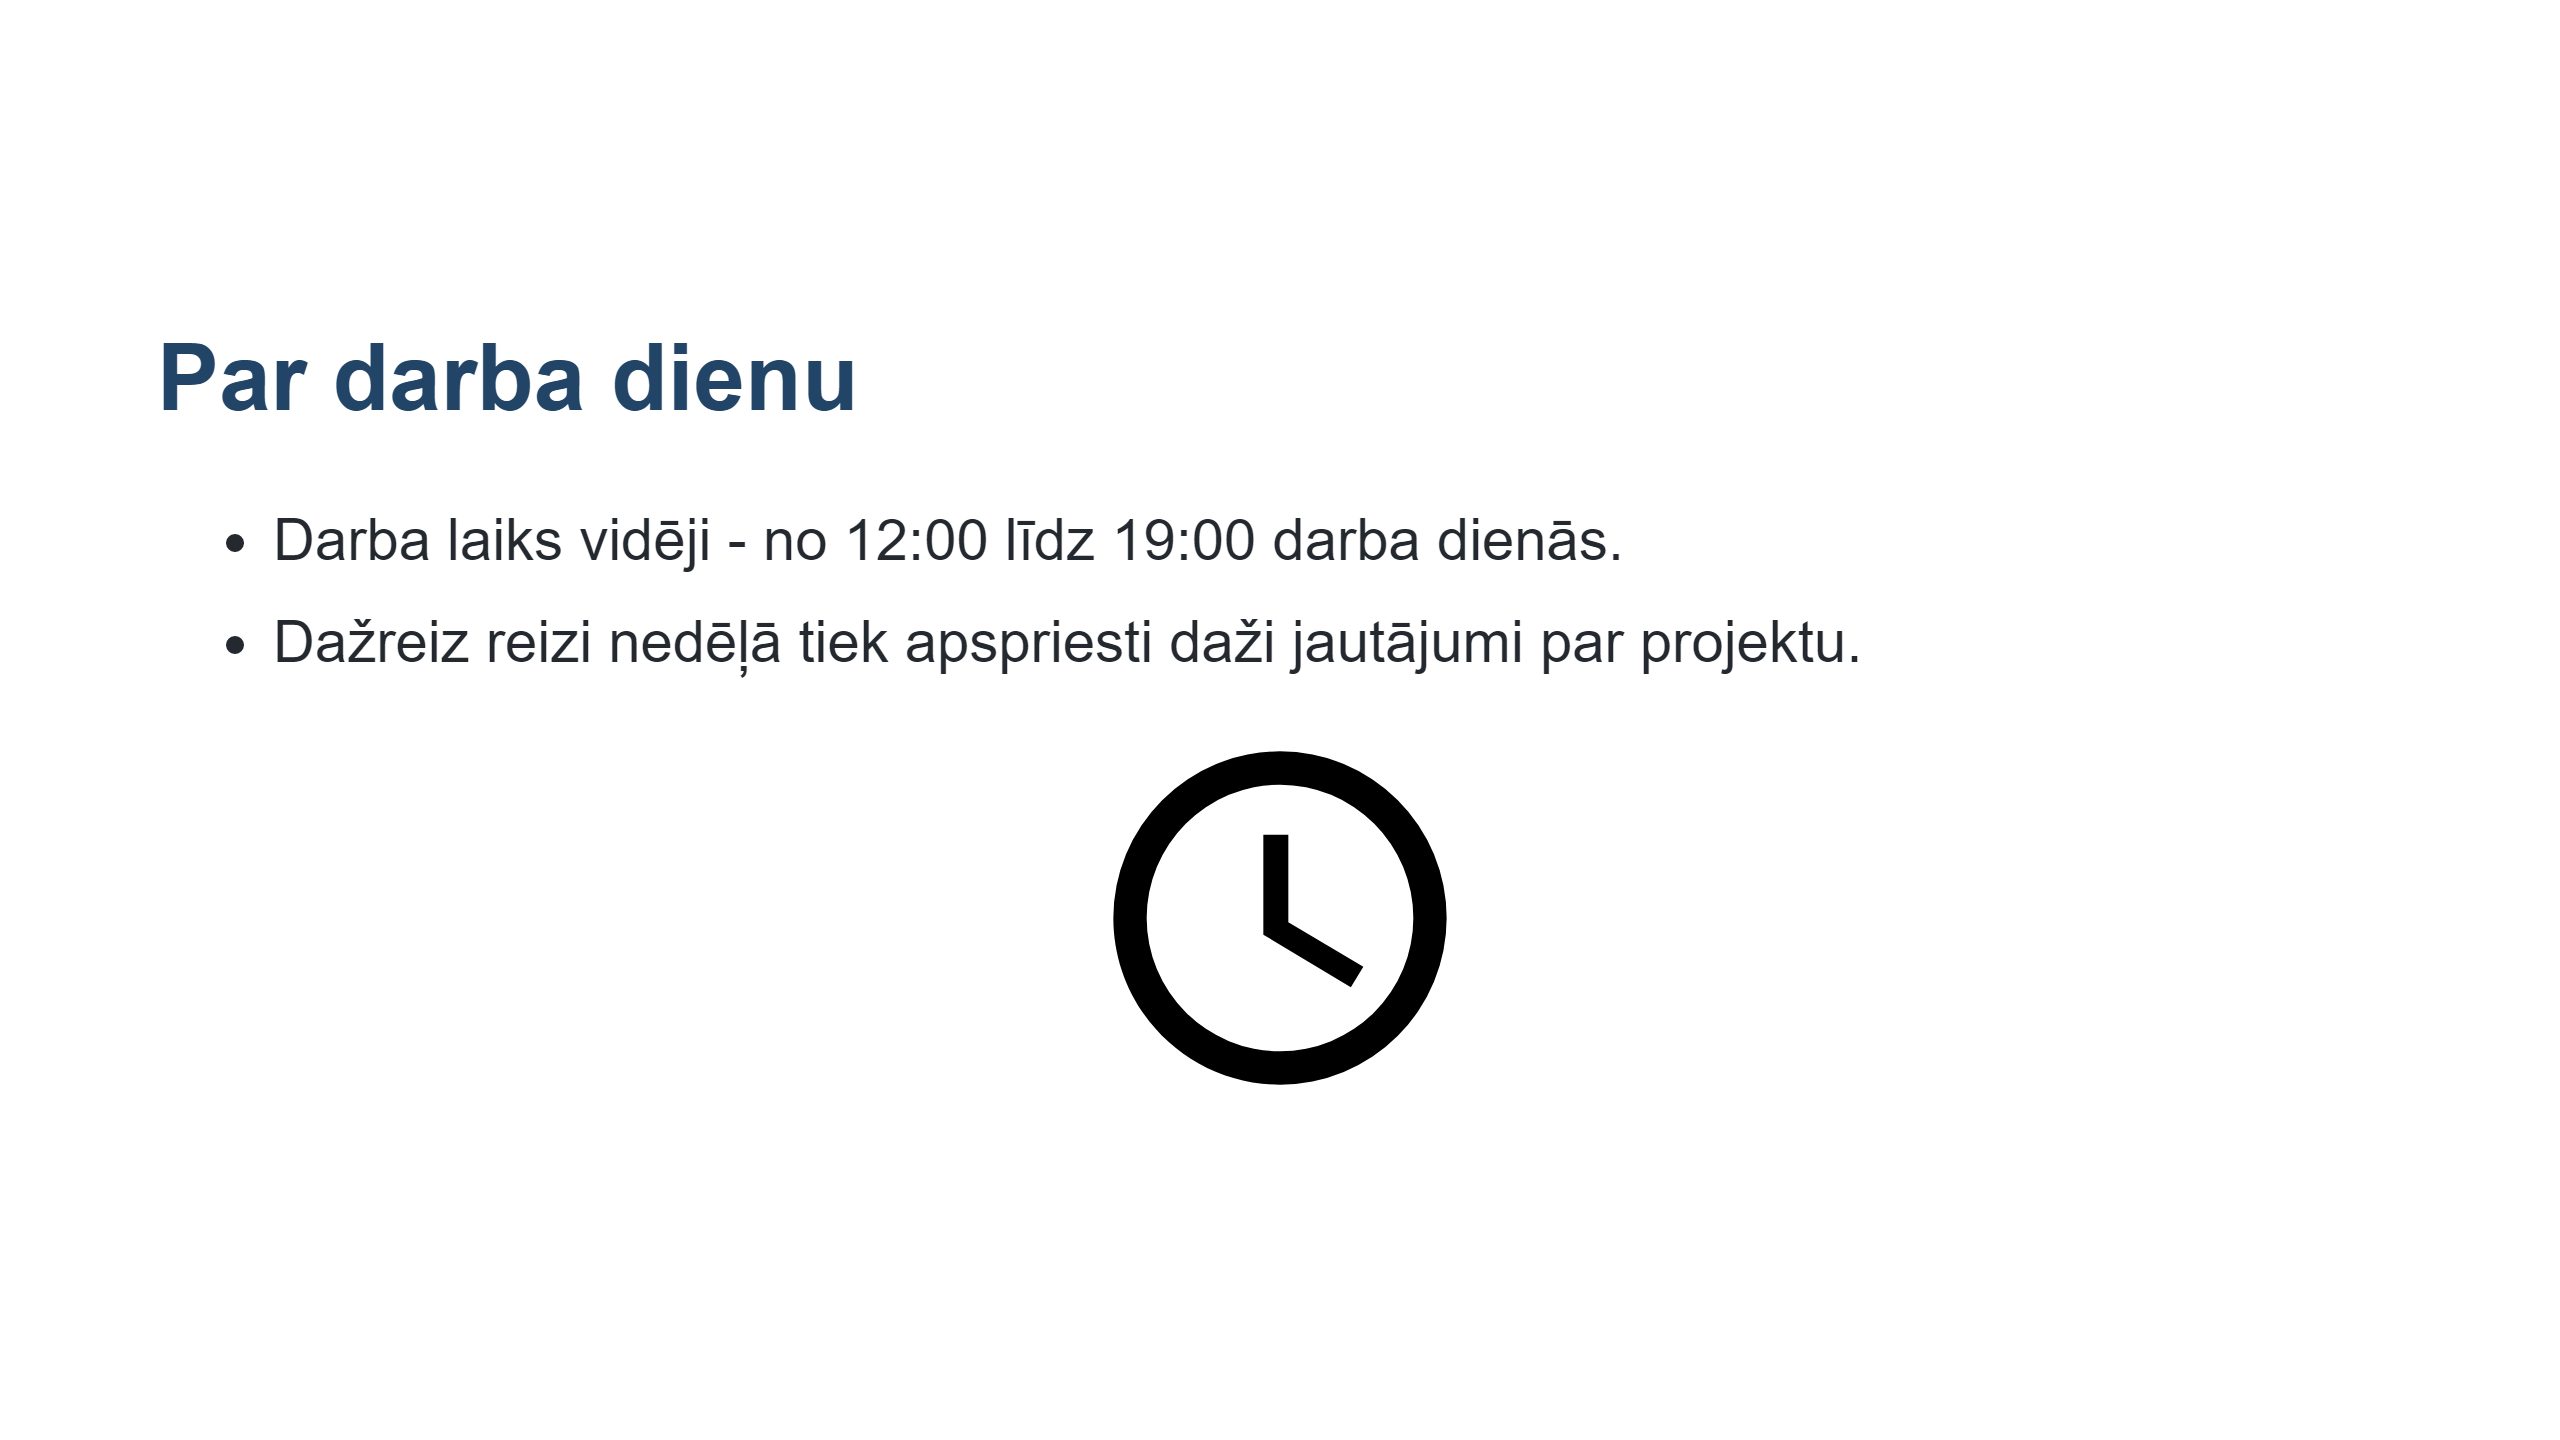 Par darba dienu
Darba laiks vidēji - no 12:00 līdz 19:00 darba dienās.
Dažreiz reizi nedēļā tiek apspriesti daži jautājumi par projektu.